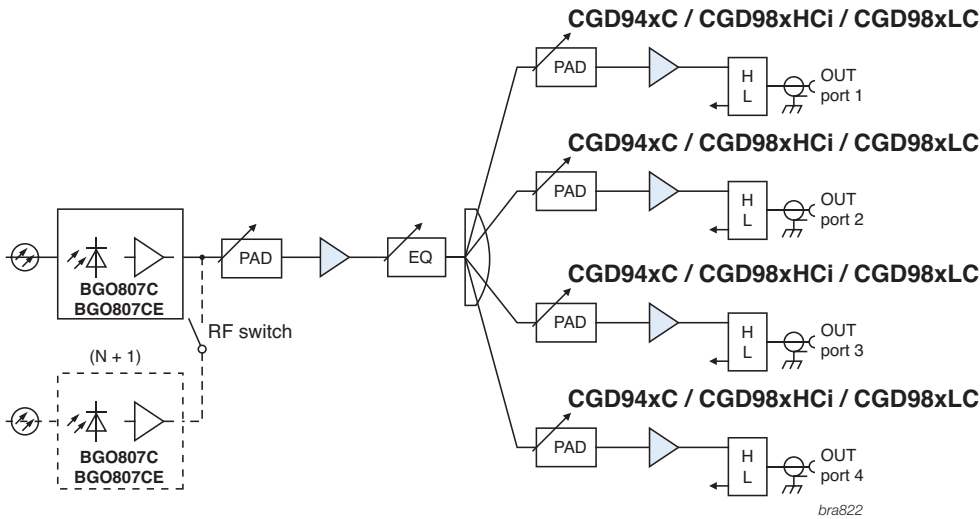 CGD94xC / CGD98xHCi / CGD98xLC
PAD
H
L
OUT
port 1
CGD94xC / CGD98xHCi / CGD98xLC
PAD
H
L
OUT
port 2
BGO807C
BGO807CE
PAD
EQ
CGD94xC / CGD98xHCi / CGD98xLC
PAD
H
L
OUT
port 3
RF switch
(N + 1)
BGO807C
BGO807CE
CGD94xC / CGD98xHCi / CGD98xLC
PAD
H
L
OUT
port 4
bra822